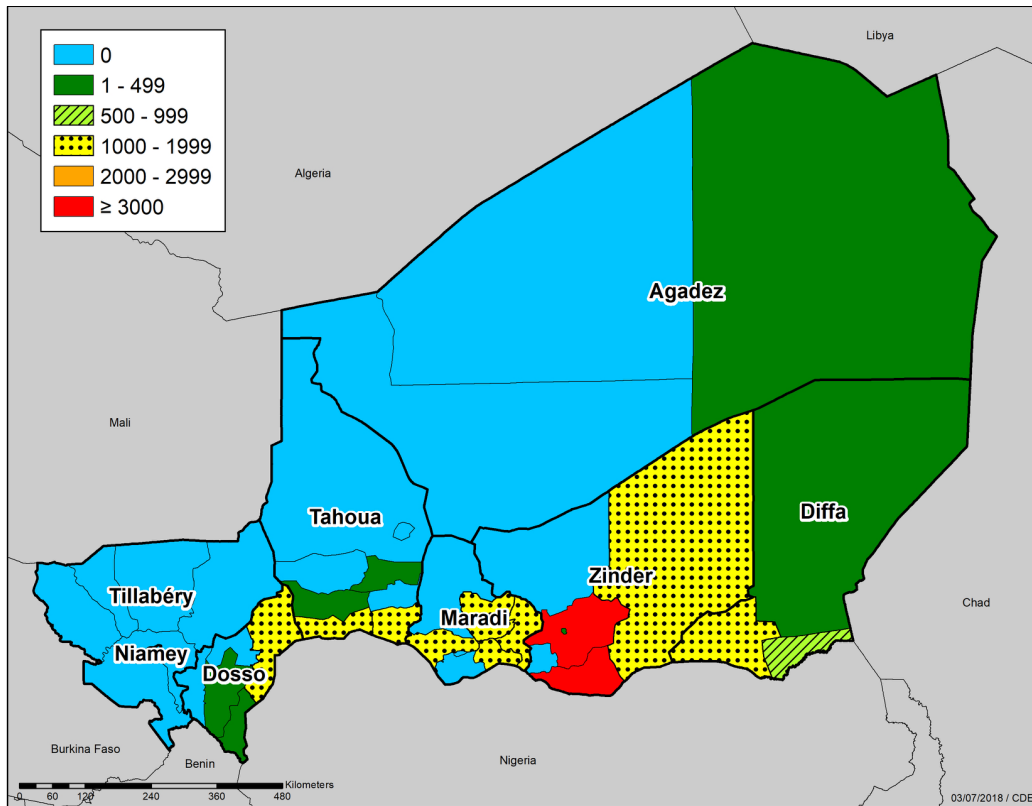 0
1 - 499
500 - 999
1000 - 1999
2000 - 2999
≥ 3000
Libya
Algeria
Agadez
Mali
Tahoua
Diffa
Zinder
Tillabéry
Maradi
Chad
Niamey
Dosso
Burkina Faso
Benin
Nigeria
Kilometers
0 60 120 240 360 480
03/07/2018 / CDE